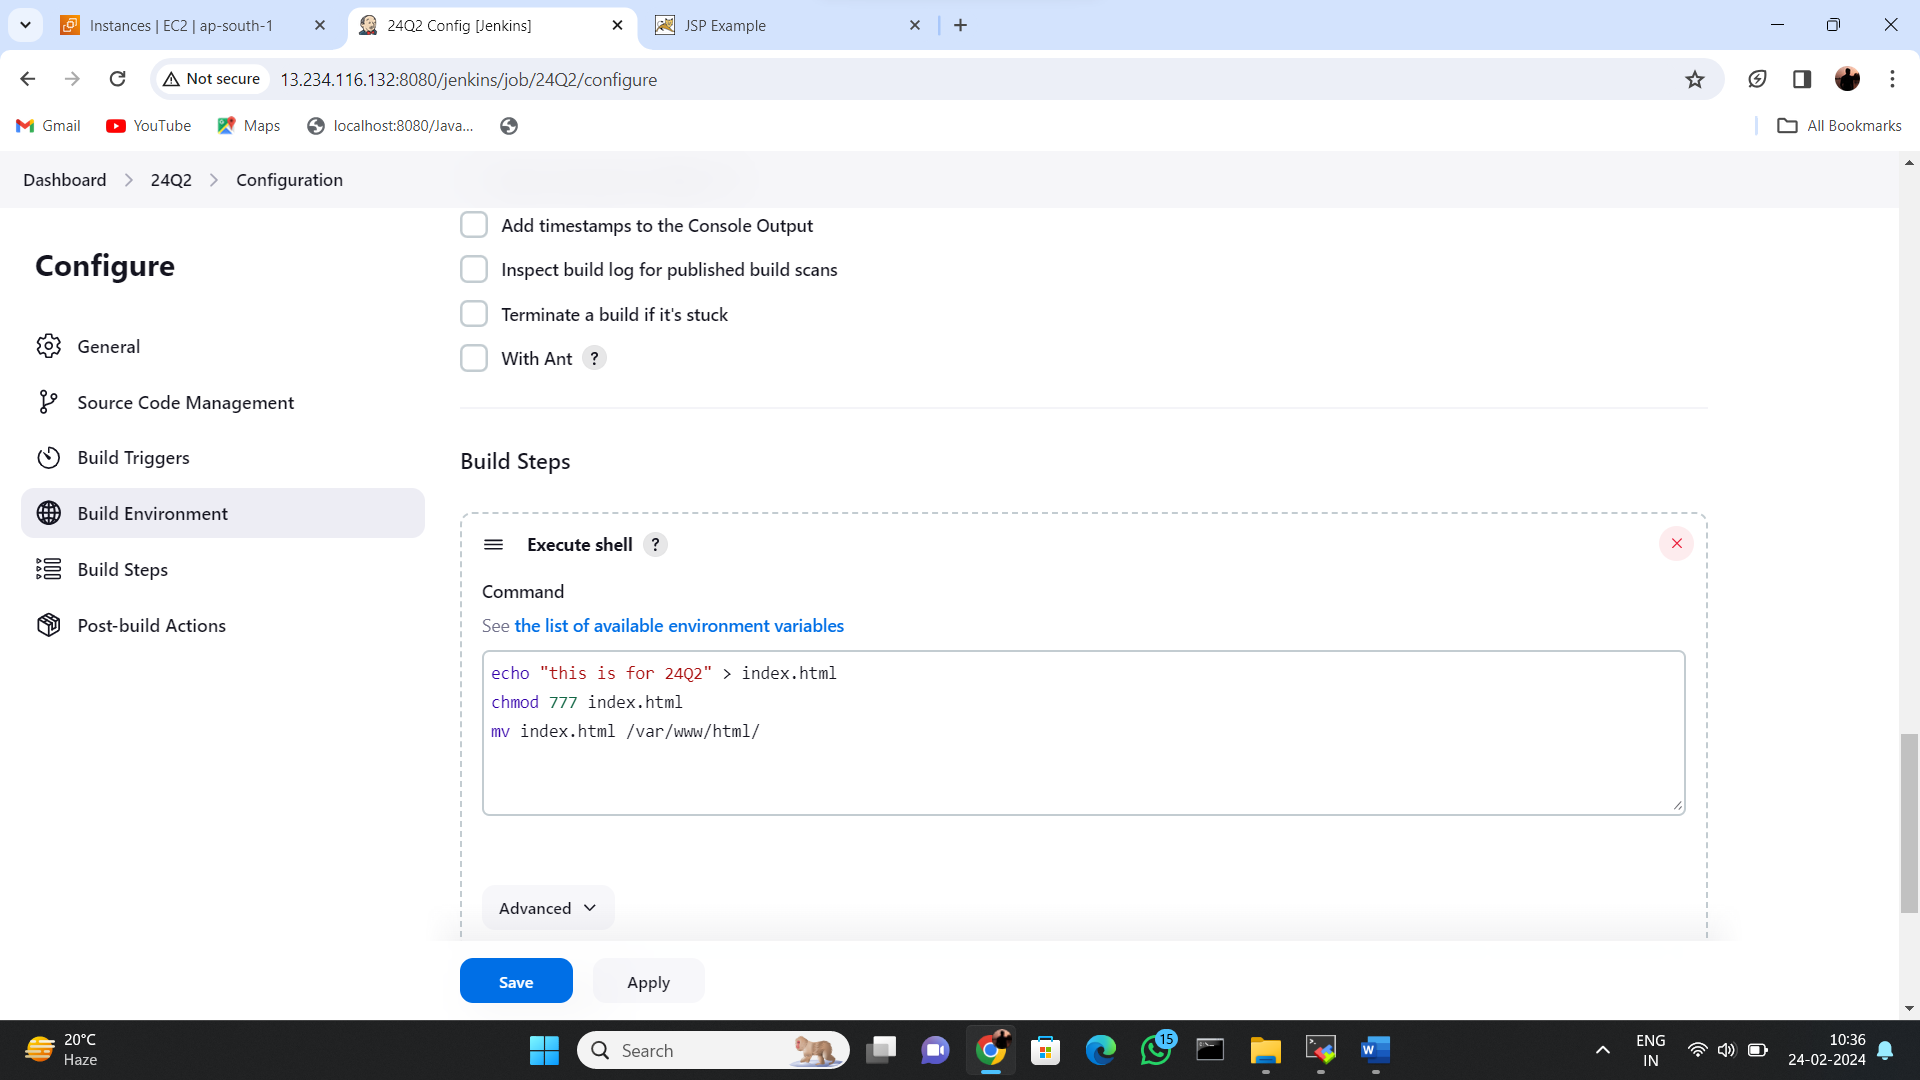 Instances | EC2 | ap-south-1
24Q2 Config [Jenkins]
JSP Example
Not secure
13.234.116.132:8080/jenkins/job/24Q2/configure
Gmail
YouTube
Maps
localhost:8080/Java...
All Bookmarks
Dashboard
24Q2
Configuration
Configure
General
Source Code Management
Build Triggers
Build Environment
Build Steps
Post-build Actions
Add timestamps to the Console Output
Inspect build log for published build scans
Terminate a build if it's stuck
With Ant ?
Build Steps
Execute shell ?
Command
See the list of available environment variables
echo "this is for 24Q2" > index.html
chmod 777 index.html
mv index.html /var/www/html/
Advanced
Save
Apply
20°C
Haze
Search
15
ENG
IN
10:36
24-02-2024